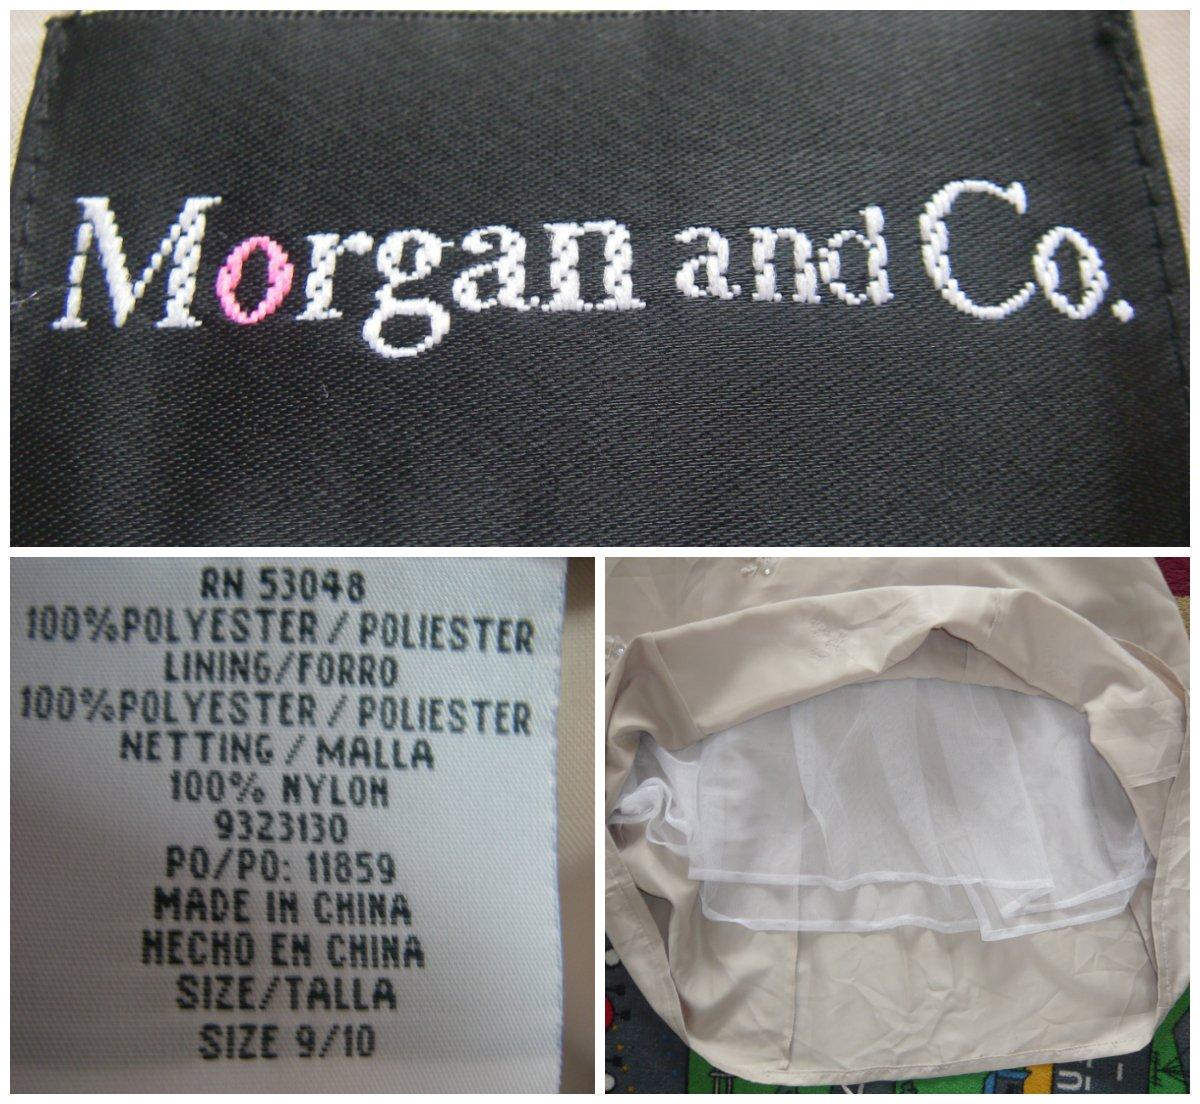 Morgan and Co.
RN 53048
100%POLYESTER / POLIESTER
LINING/FORRO
100%POLYESTER / POLIESTER
NETTING / MALLA
100% NYLON
9323130
PO/PO: 11859
MADE IN CHINA
HECHO EN CHINA
SIZE/TALLA
SIZE 9/10